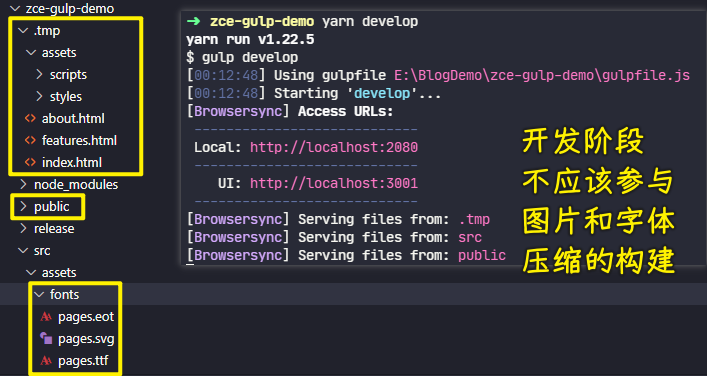 zce-gulp-demo
.tmp
assets
scripts
styles
about.html
features.html
index.html
node_modules
public
release
src
assets
fonts
pages.eot
pages.svg
pages.ttf
➜ zce-gulp-demo yarn develop
yarn run v1.22.5
$ gulp develop
[00:12:48] Using gulpfile E:\BlogDemo\zce-gulp-demo\gulpfile.js
[00:12:48] Starting 'develop'...
[Browsersync] Access URLs:
----------------------------
Local: http://localhost:2080
----------------------------
UI: http://localhost:3001
----------------------------
[Browsersync] Serving files from: .tmp
[Browsersync] Serving files from: src
[Browsersync] Serving files from: public
开发阶段
不应该参与
图片和字体
压缩的构建